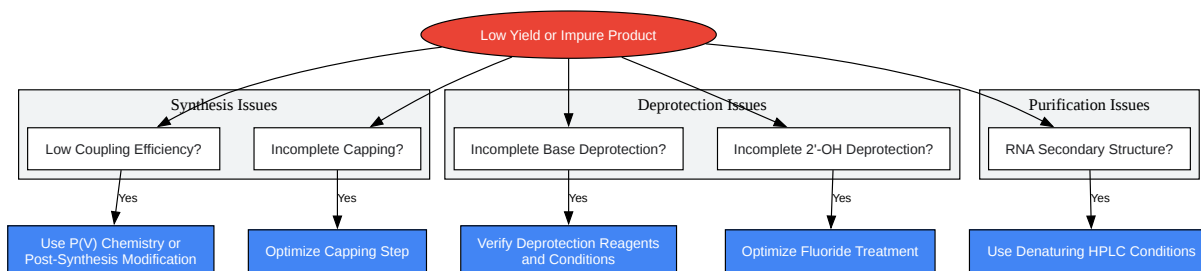 Low Yield or Impure Product
Synthesis Issues
Deprotection Issues
Purification Issues
Low Coupling Efficiency?
Incomplete Capping?
Incomplete Base Deprotection?
Incomplete 2'-OH Deprotection?
RNA Secondary Structure?
Yes
Yes
Yes
Yes
Yes
Use P(V) Chemistry or
Post-Synthesis Modification
Optimize Capping Step
Verify Deprotection Reagents
and Conditions
Optimize Fluoride Treatment
Use Denaturing HPLC Conditions